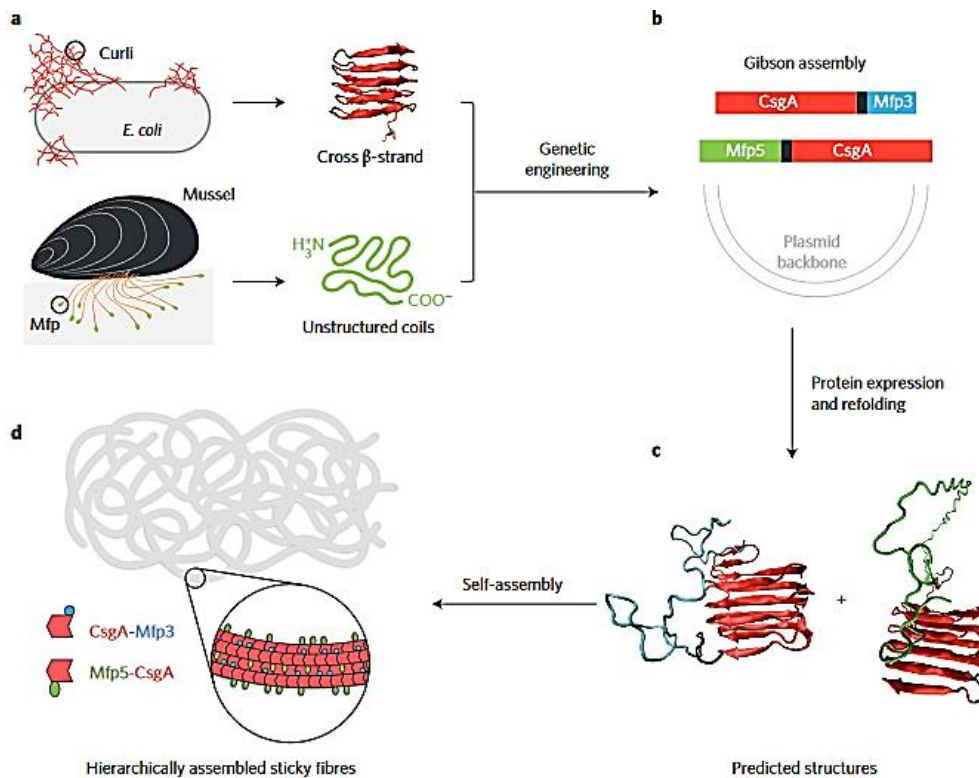 a
Curli
E. coli
Cross β-strand
Mussel
Mfp
H₃⁺N
COO⁻
Unstructured coils
Genetic
engineering
b
Gibson assembly
CsgA
Mfp3
Mfp5
CsgA
Plasmid
backbone
Protein expression
and refolding
c
+
Predicted structures
Self-assembly
d
CsgA-Mfp3
Mfp5-CsgA
Hierarchically assembled sticky fibres